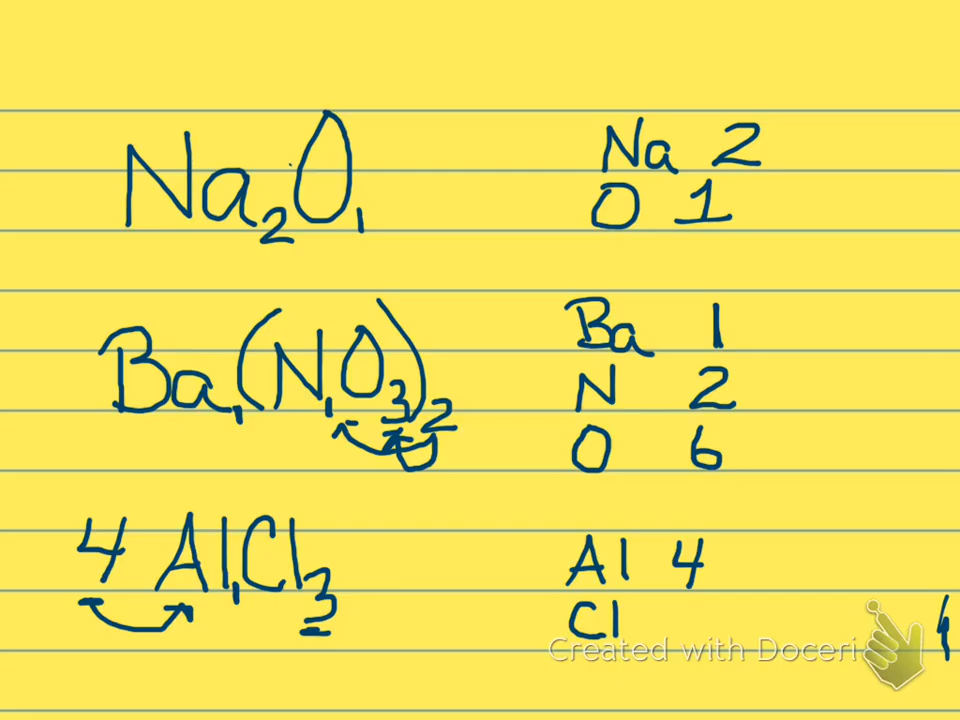 Na₂O₁ Na 2
O 1
Ba₁(N₁O₃)₂ Ba 1
N 2
O 6
4 Al₁Cl₃ Al 4
Cl
Created with Doceri